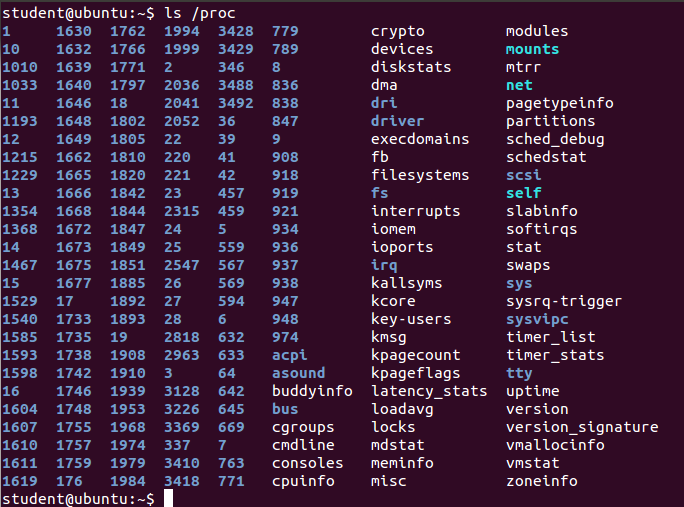 student@ubuntu:~$ ls /proc
1 1630 1762 1994 3428 779 crypto modules
10 1632 1766 1999 3429 789 devices mounts
1010 1639 1771 2 346 8 diskstats mtrr
1033 1640 1797 2036 3488 836 dma net
11 1646 18 2041 3492 838 dri pagetypeinfo
1193 1648 1802 2052 36 847 driver partitions
12 1649 1805 22 39 9 execdomains sched_debug
1215 1662 1810 220 41 908 fb schedstat
1229 1665 1820 221 42 918 filesystems scsi
13 1666 1842 23 457 919 fs self
1354 1668 1844 2315 459 921 interrupts slabinfo
1368 1672 1847 24 5 934 iomem softirqs
14 1673 1849 25 559 936 ioports stat
1467 1675 1851 2547 567 937 irq swaps
15 1677 1885 26 569 938 kallsyms sys
1529 17 1892 27 594 947 kcore sysrq-trigger
1540 1733 1893 28 6 948 key-users sysvipc
1585 1735 19 2818 632 974 kmsg timer_list
1593 1738 1908 2963 633 acpi kpagecount timer_stats
1598 1742 1910 3 64 asound kpageflags tty
16 1746 1939 3128 642 buddyinfo latency_stats uptime
1604 1748 1953 3226 645 bus loadavg version
1607 1755 1968 3369 669 cgroups locks version_signature
1610 1757 1974 337 7 cmdline mdstat vmallocinfo
1611 1759 1979 3410 763 consoles meminfo vmstat
1619 176 1984 3418 771 cpuinfo misc zoneinfo
student@ubuntu:~$